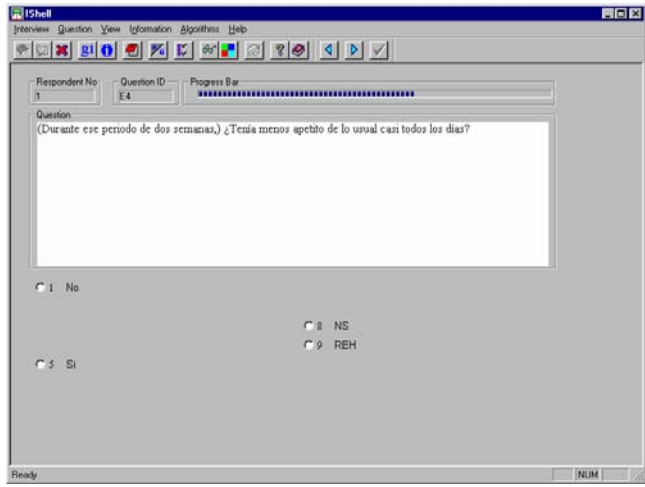 IShell
Interview Question View Information Algorithms Help
Respondent No
1
Question ID
E4
Progress Bar
Question
(Durante ese periodo de dos semanas,) ¿Tenía menos apetito de lo usual casi todos los días?
1 No
8 NS
9 REH
5 Si
Ready
NUM